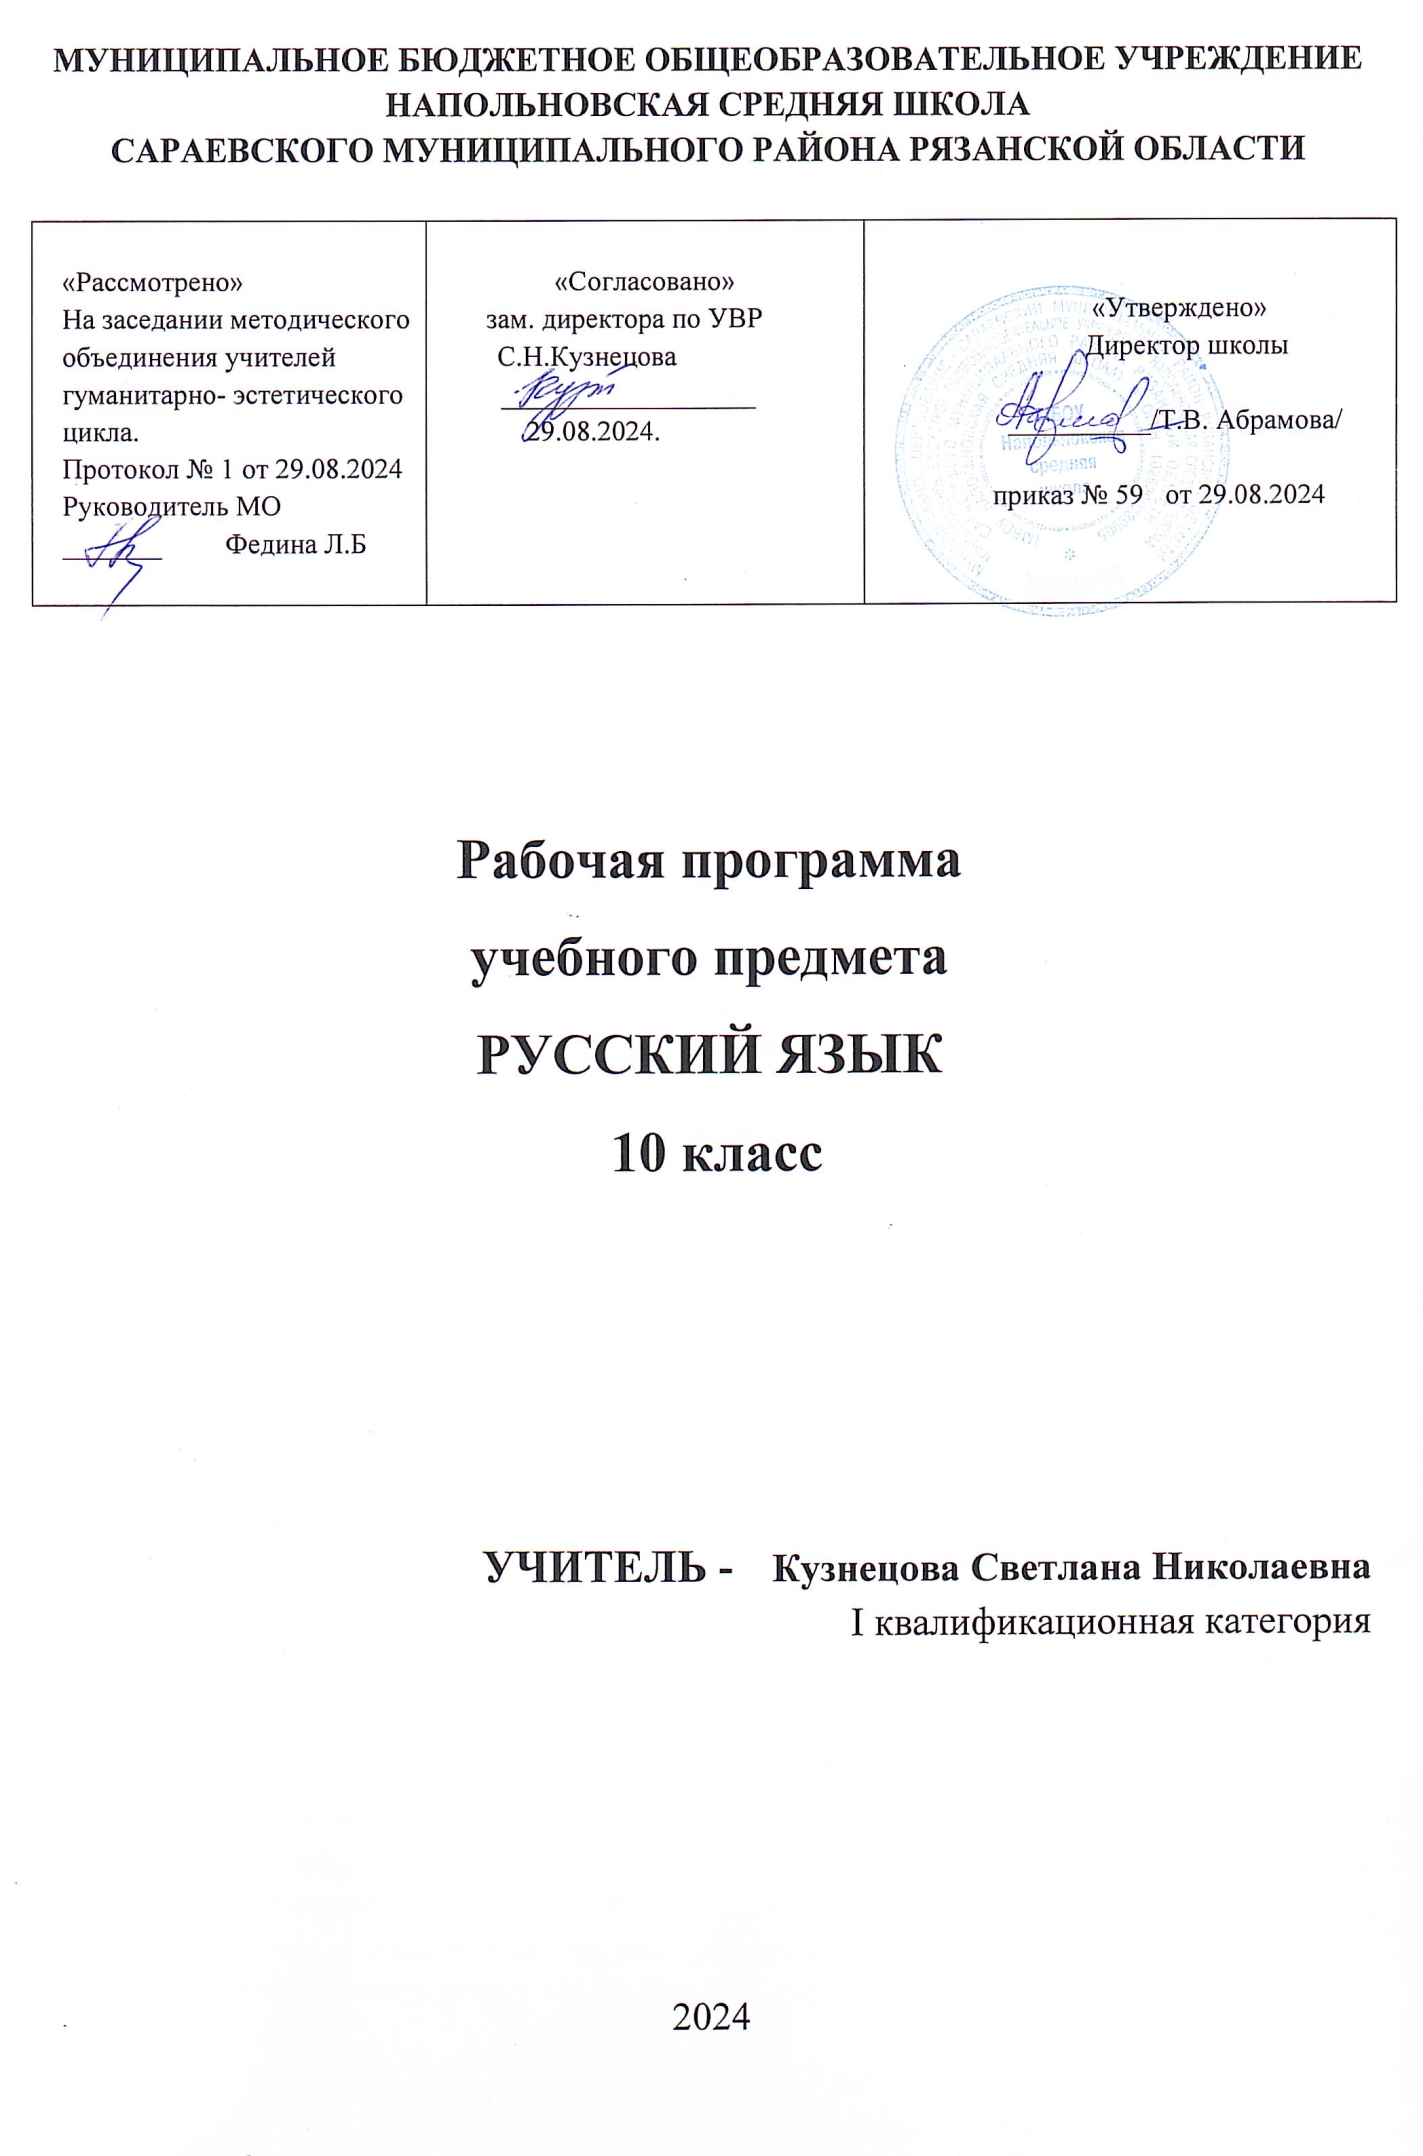 МУНИЦИПАЛЬНОЕ БЮДЖЕТНОЕ ОБЩЕОБРАЗОВАТЕЛЬНОЕ УЧРЕЖДЕНИЕ
НАПОЛЬНОВСКАЯ СРЕДНЯЯ ШКОЛА
САРАЕВСКОГО МУНИЦИПАЛЬНОГО РАЙОНА РЯЗАНСКОЙ ОБЛАСТИ
«Рассмотрено»
На заседании методического
объединения учителей
гуманитарно- эстетического
цикла.
Протокол № 1 от 29.08.2024
Руководитель МО
Федина Л.Б
«Согласовано»
зам. директора по УВР
С.Н.Кузнецова
29.08.2024.
«Утверждено»
Директор школы
/Т.В. Абрамова/
приказ № 59 от 29.08.2024
средняя
Рабочая программа
учебного предмета
РУССКИЙ ЯЗЫК
10 класс
УЧИТЕЛЬ - Кузнецова Светлана Николаевна
I квалификационная категория
2024